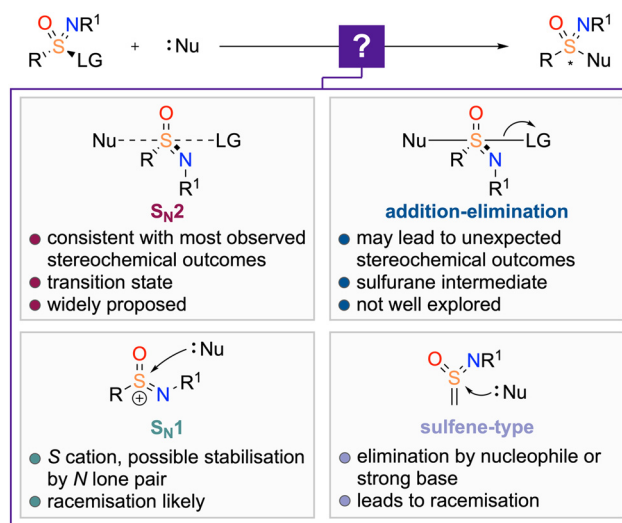 O NR¹
S
R LG
+ :Nu
?
O NR¹
S
R * Nu
O
Nu S LG
R N
R¹
SN2
consistent with most observed
stereochemical outcomes
transition state
widely proposed
O
Nu S LG
R N
R¹
addition-elimination
may lead to unexpected
stereochemical outcomes
sulfurane intermediate
not well explored
O :Nu
R S N R¹
+
SN1
S cation, possible stabilisation
by N lone pair
racemisation likely
O NR¹
S
:Nu
sulfene-type
elimination by nucleophile or
strong base
leads to racemisation